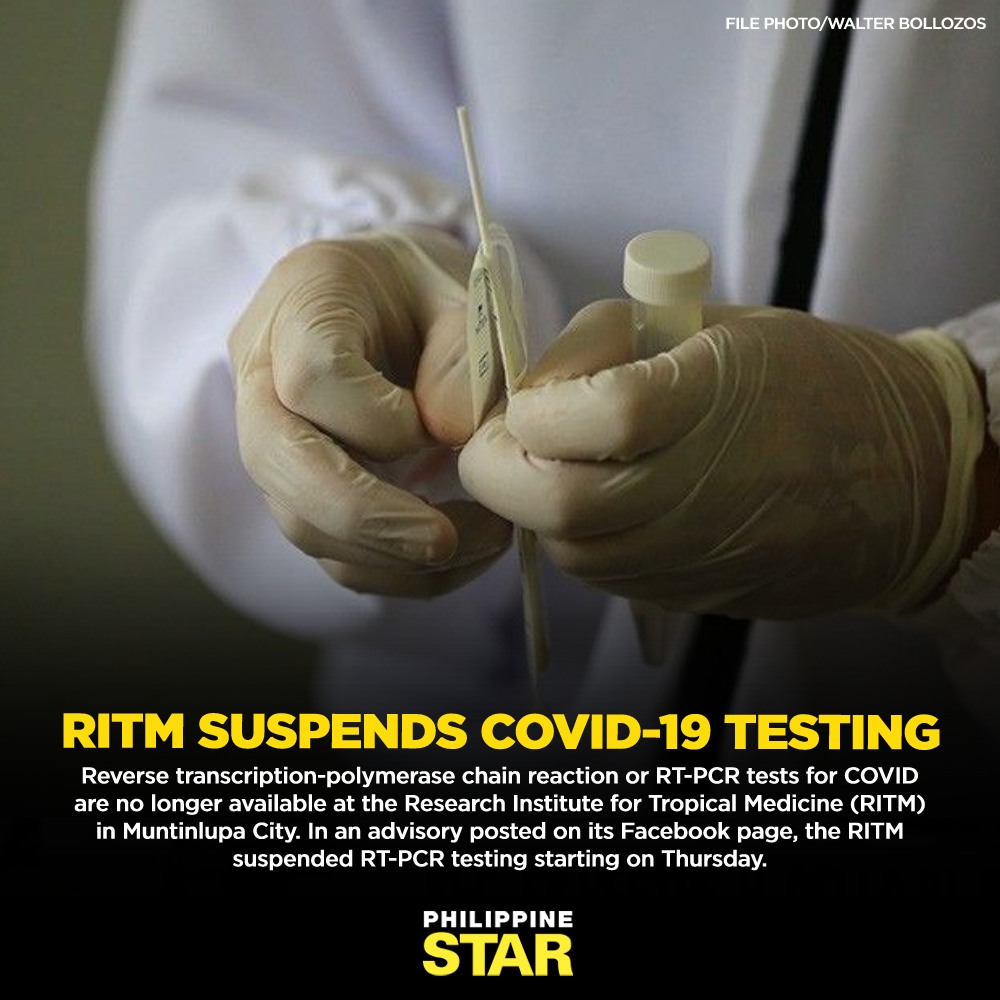 FILE PHOTO/WALTER BOLLOZOS
RITM SUSPENDS COVID-19 TESTING
Reverse transcription-polymerase chain reaction or RT-PCR tests for COVID
are no longer available at the Research Institute for Tropical Medicine (RITM)
in Muntinlupa City. In an advisory posted on its Facebook page, the RITM
suspended RT-PCR testing starting on Thursday.
PHILIPPINE
STAR